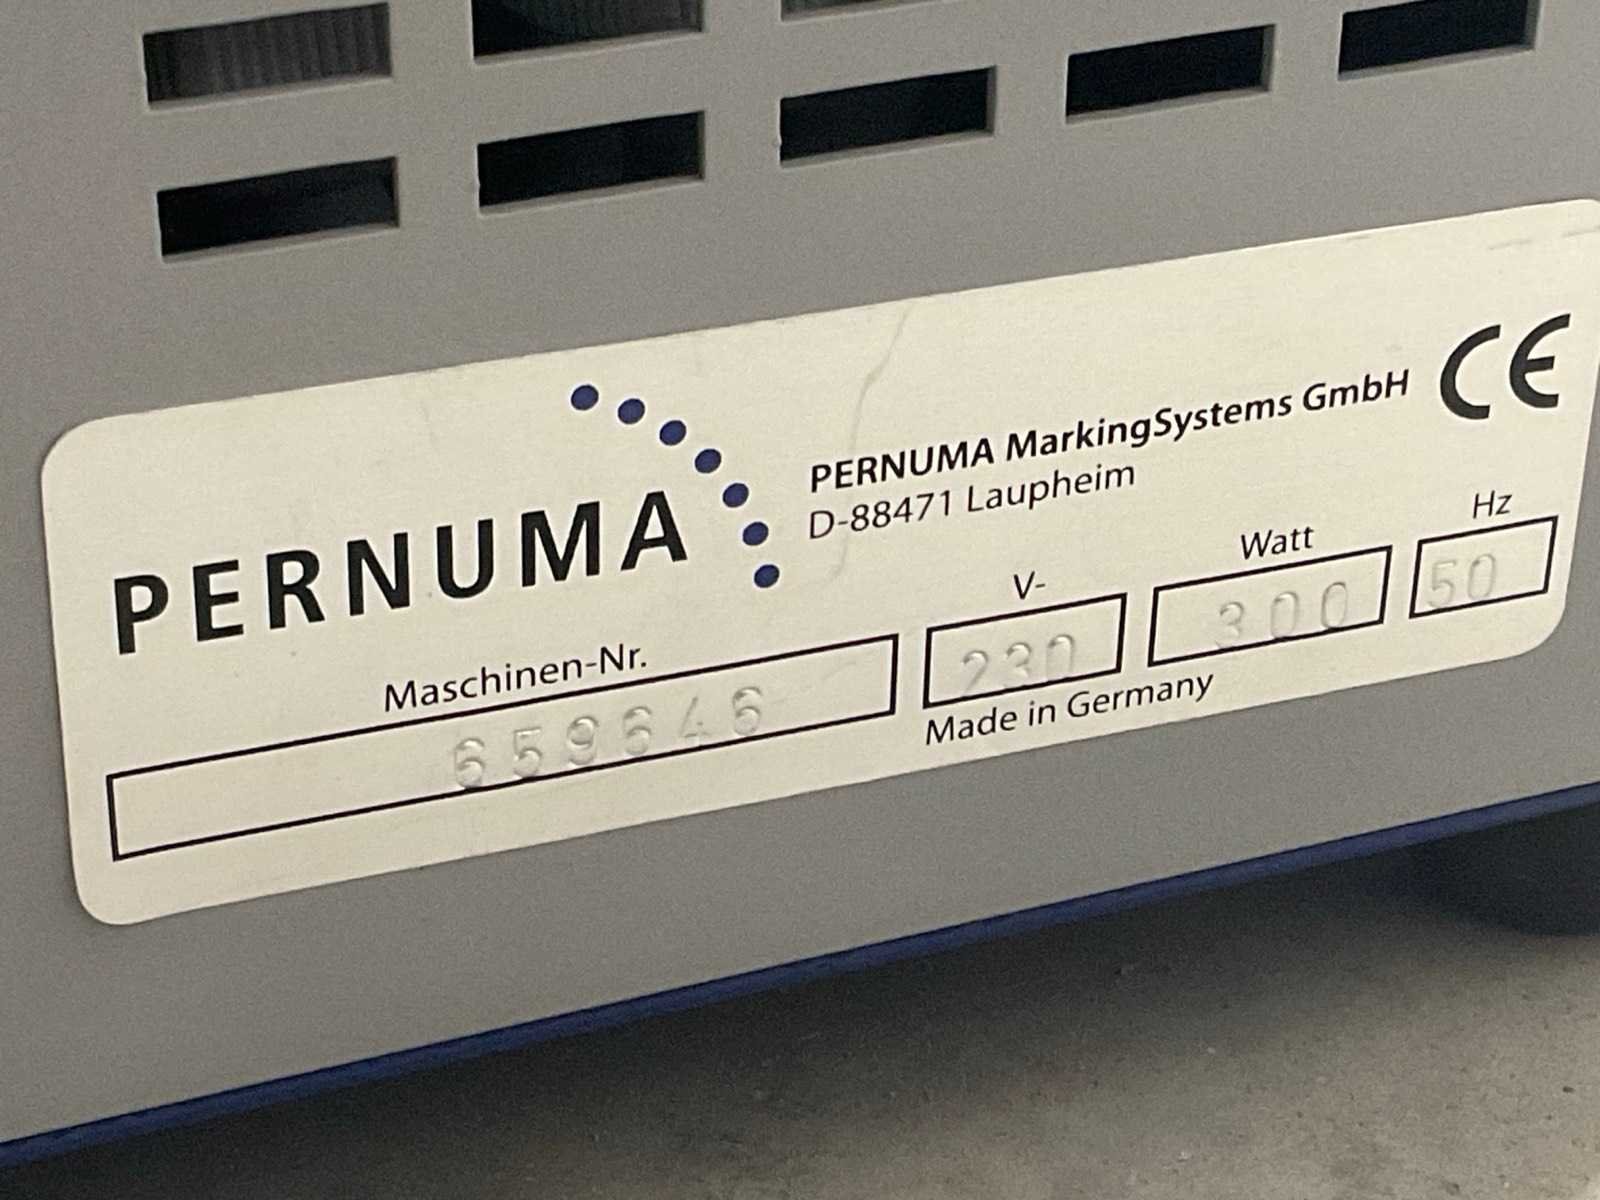 PERNUMA
PERNUMA MarkingSystems GmbH
D-88471 Laupheim
CE
Maschinen-Nr.
659646
V-
230
Watt
300
Hz
50
Made in Germany